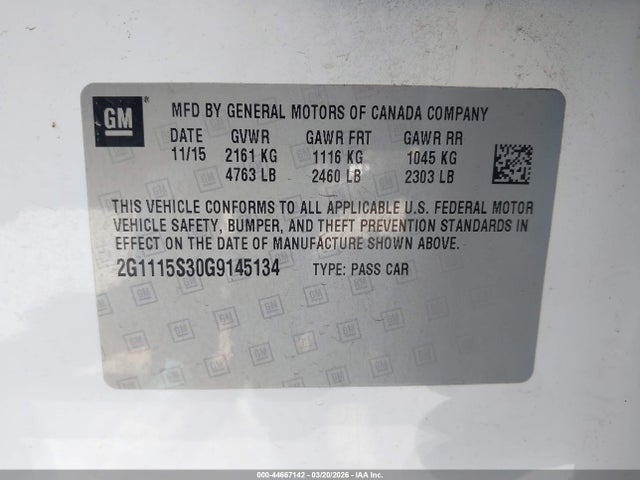 GM ®
MFD BY GENERAL MOTORS OF CANADA COMPANY
DATE GVWR GAWR FRT GAWR RR
11/15 2161 KG 1116 KG 1045 KG
4763 LB 2460 LB 2303 LB
THIS VEHICLE CONFORMS TO ALL APPLICABLE U.S. FEDERAL MOTOR
VEHICLE SAFETY, BUMPER, AND THEFT PREVENTION STANDARDS IN
EFFECT ON THE DATE OF MANUFACTURE SHOWN ABOVE.
2G1115S30G9145134 TYPE: PASS CAR
000-44667142 - 03/20/2026 - IAA Inc.